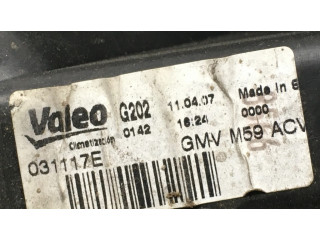 Valeo G202 11.04.07 Made in
Climatización 0142 16:24 0000
031117E GMV M59 ACV